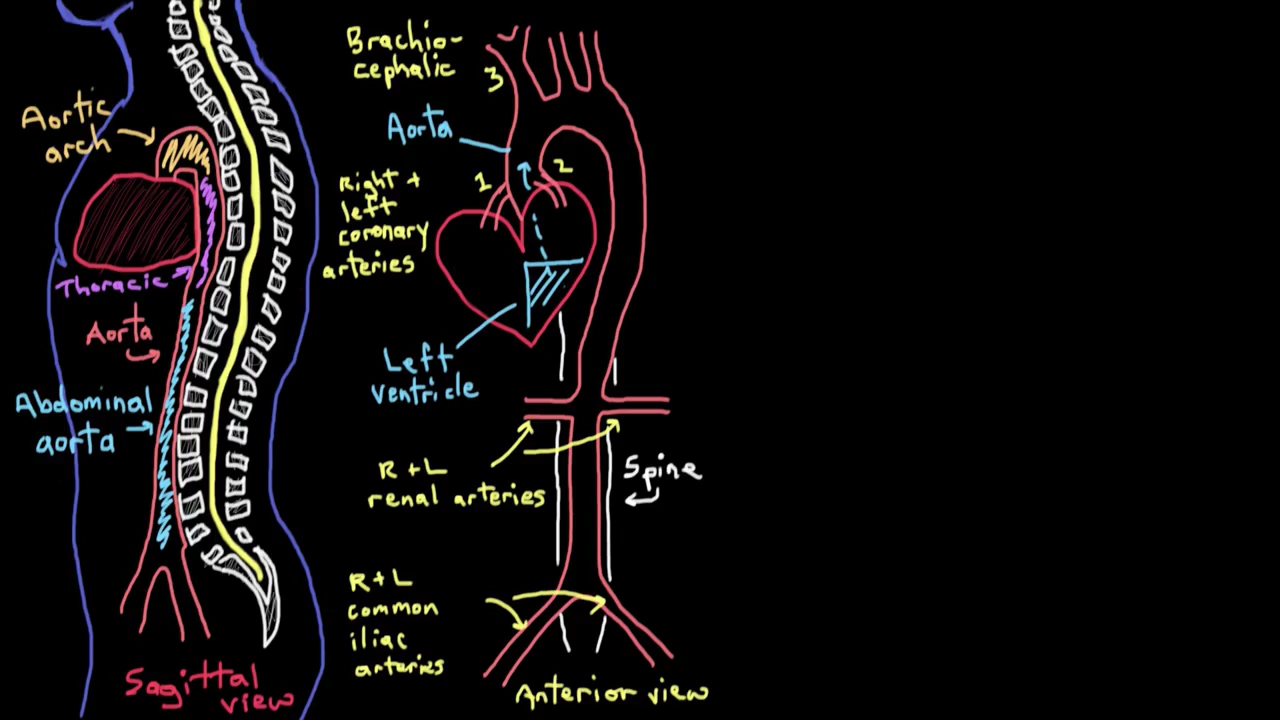 Aortic
arch
Thoracic
Aorta
Abdominal
aorta
Sagittal
view
Brachio-
cephalic
3
Aorta
1
2
Right +
left
coronary
arteries
Left
ventricle
R+L
renal arteries
Spine
R+L
common
iliac
arteries
Anterior view